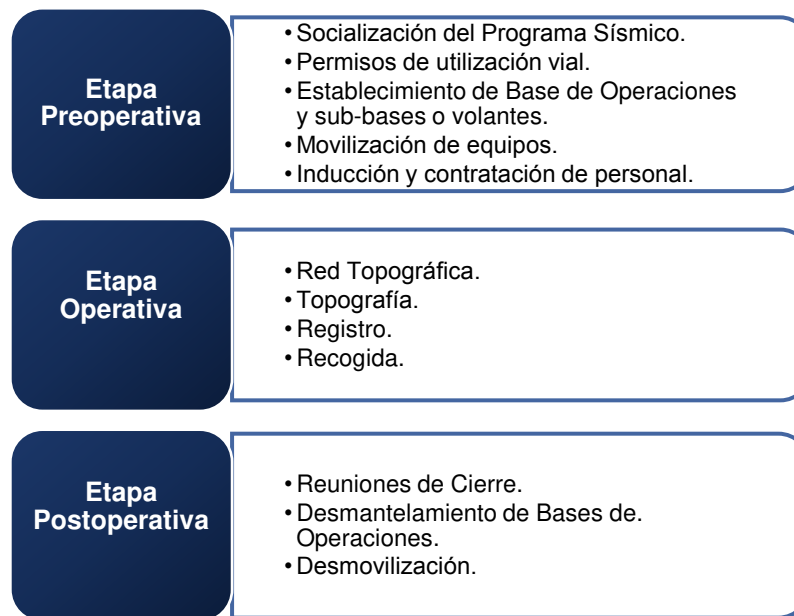 Etapa
Preoperativa
• Socialización del Programa Sísmico.
• Permisos de utilización vial.
• Establecimiento de Base de Operaciones
y sub-bases o volantes.
• Movilización de equipos.
• Inducción y contratación de personal.
Etapa
Operativa
• Red Topográfica.
• Topografía.
• Registro.
• Recogida.
Etapa
Postoperativa
• Reuniones de Cierre.
• Desmantelamiento de Bases de.
Operaciones.
• Desmovilización.